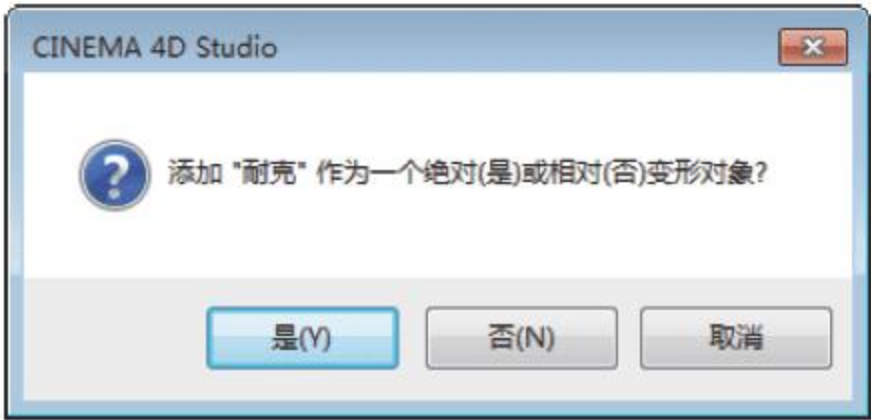 CINEMA 4D Studio
添加 "耐克" 作为一个绝对(是)或相对(否)变形对象?
是(Y)
否(N)
取消